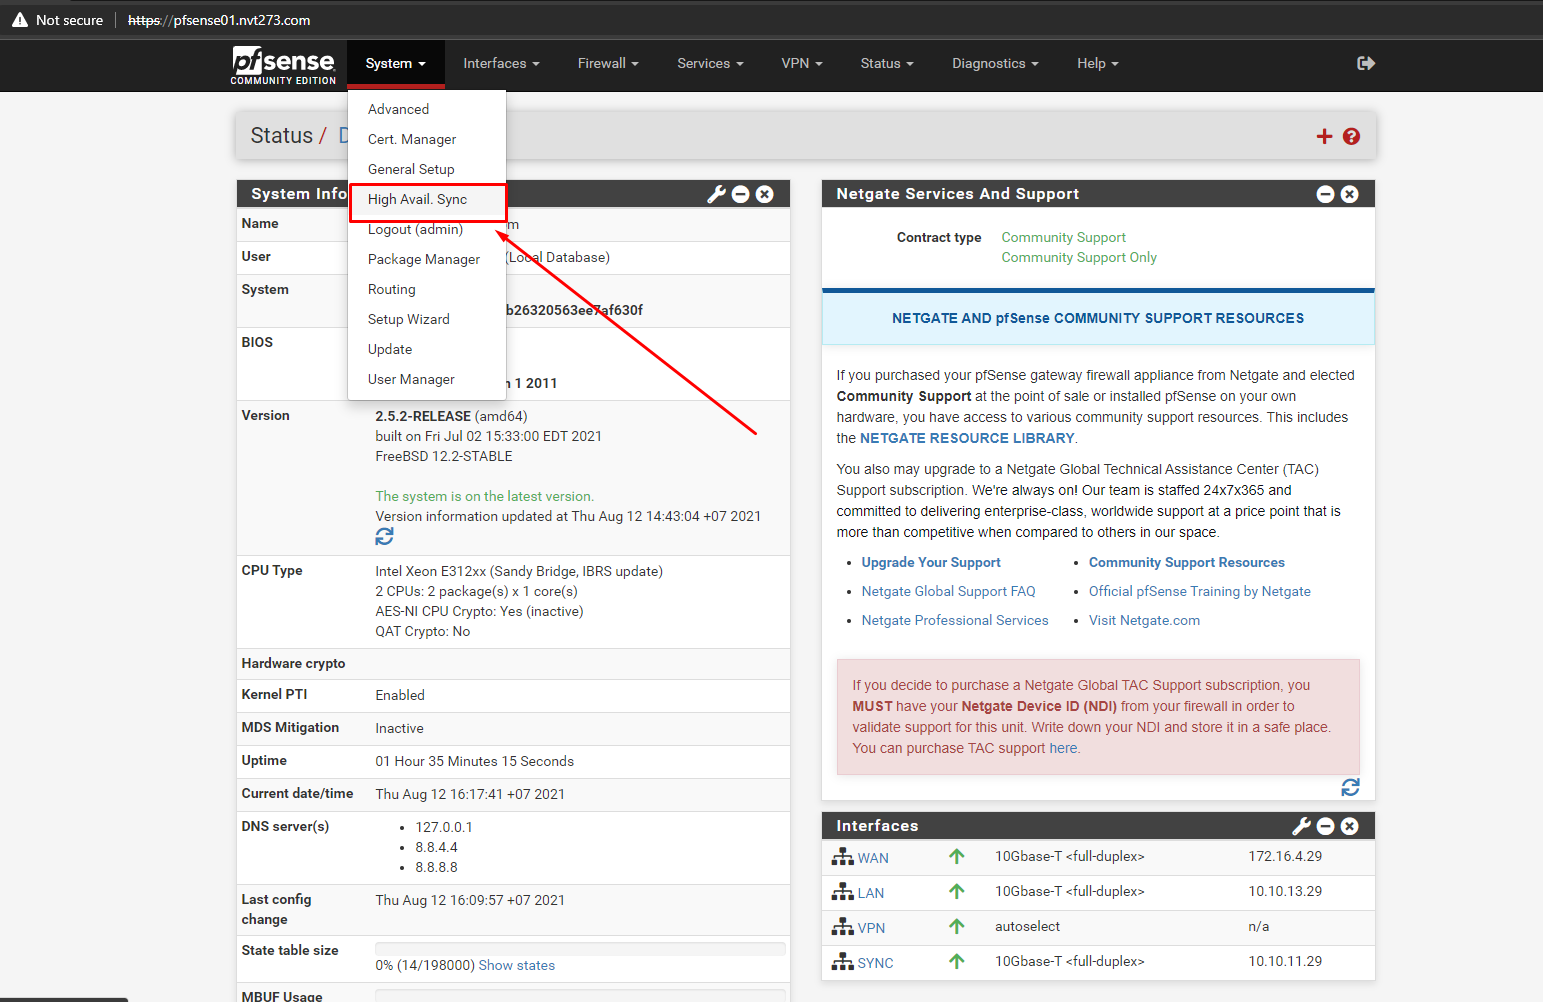 Not secure https://pfsense01.nvt273.com
pfsense
COMMUNITY EDITION
System Interfaces Firewall Services VPN Status Diagnostics Help
Advanced
Cert. Manager
General Setup
High Avail. Sync
Logout (admin)
Package Manager
Routing
Setup Wizard
Update
User Manager
Status / D
System Info
Name m
User (Local Database)
System
b26320563ee7af630f
BIOS
1 2011
Version 2.5.2-RELEASE (amd64)
built on Fri Jul 02 15:33:00 EDT 2021
FreeBSD 12.2-STABLE
The system is on the latest version.
Version information updated at Thu Aug 12 14:43:04 +07 2021
CPU Type Intel Xeon E312xx (Sandy Bridge, IBRS update)
2 CPUs: 2 package(s) x 1 core(s)
AES-NI CPU Crypto: Yes (inactive)
QAT Crypto: No
Hardware crypto
Kernel PTI Enabled
MDS Mitigation Inactive
Uptime 01 Hour 35 Minutes 15 Seconds
Current date/time Thu Aug 12 16:17:41 +07 2021
DNS server(s)
• 127.0.0.1
• 8.8.4.4
• 8.8.8.8
Last config change Thu Aug 12 16:09:57 +07 2021
State table size
0% (14/198000) Show states
MBUF Usage
Netgate Services And Support
Contract type Community Support
Community Support Only
NETGATE AND pfSense COMMUNITY SUPPORT RESOURCES
If you purchased your pfSense gateway firewall appliance from Netgate and elected
Community Support at the point of sale or installed pfSense on your own
hardware, you have access to various community support resources. This includes
the NETGATE RESOURCE LIBRARY.
You also may upgrade to a Netgate Global Technical Assistance Center (TAC)
Support subscription. We're always on! Our team is staffed 24x7x365 and
committed to delivering enterprise-class, worldwide support at a price point that is
more than competitive when compared to others in our space.
• Upgrade Your Support
• Netgate Global Support FAQ
• Netgate Professional Services
• Community Support Resources
• Official pfSense Training by Netgate
• Visit Netgate.com
If you decide to purchase a Netgate Global TAC Support subscription, you
MUST have your Netgate Device ID (NDI) from your firewall in order to
validate support for this unit. Write down your NDI and store it in a safe place.
You can purchase TAC support here.
Interfaces
WAN 10Gbase-T <full-duplex> 172.16.4.29
LAN 10Gbase-T <full-duplex> 10.10.13.29
VPN autoselect n/a
SYNC 10Gbase-T <full-duplex> 10.10.11.29